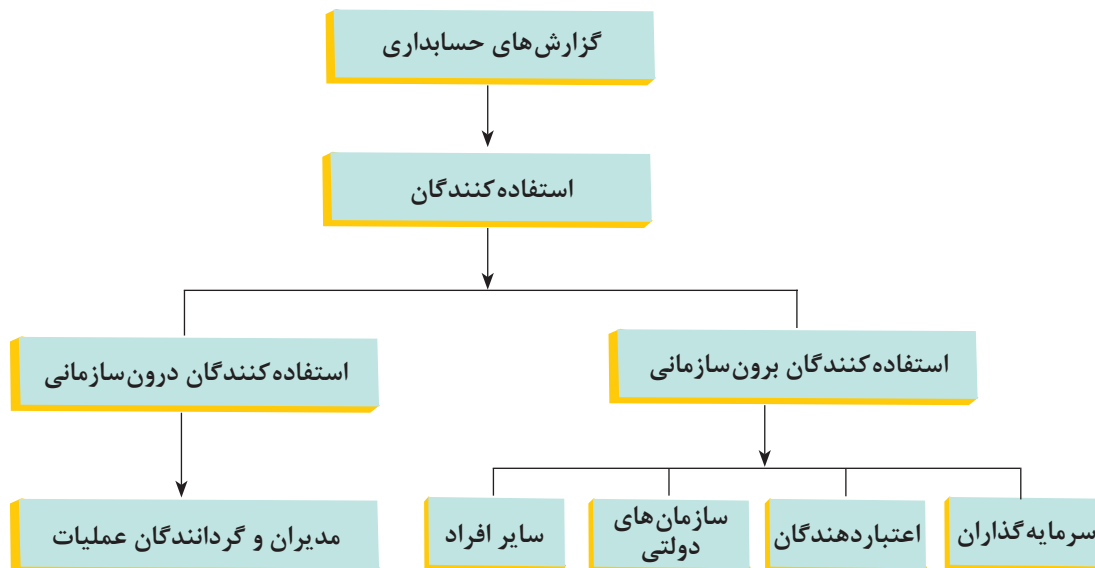 گزارش‌های حسابداری
استفاده‌کنندگان
استفاده‌کنندگان برون‌سازمانی
استفاده‌کنندگان درون‌سازمانی
سرمایه‌گذاران
اعتباردهندگان
سازمان‌های
دولتی
سایر افراد
مدیران و گردانندگان عملیات